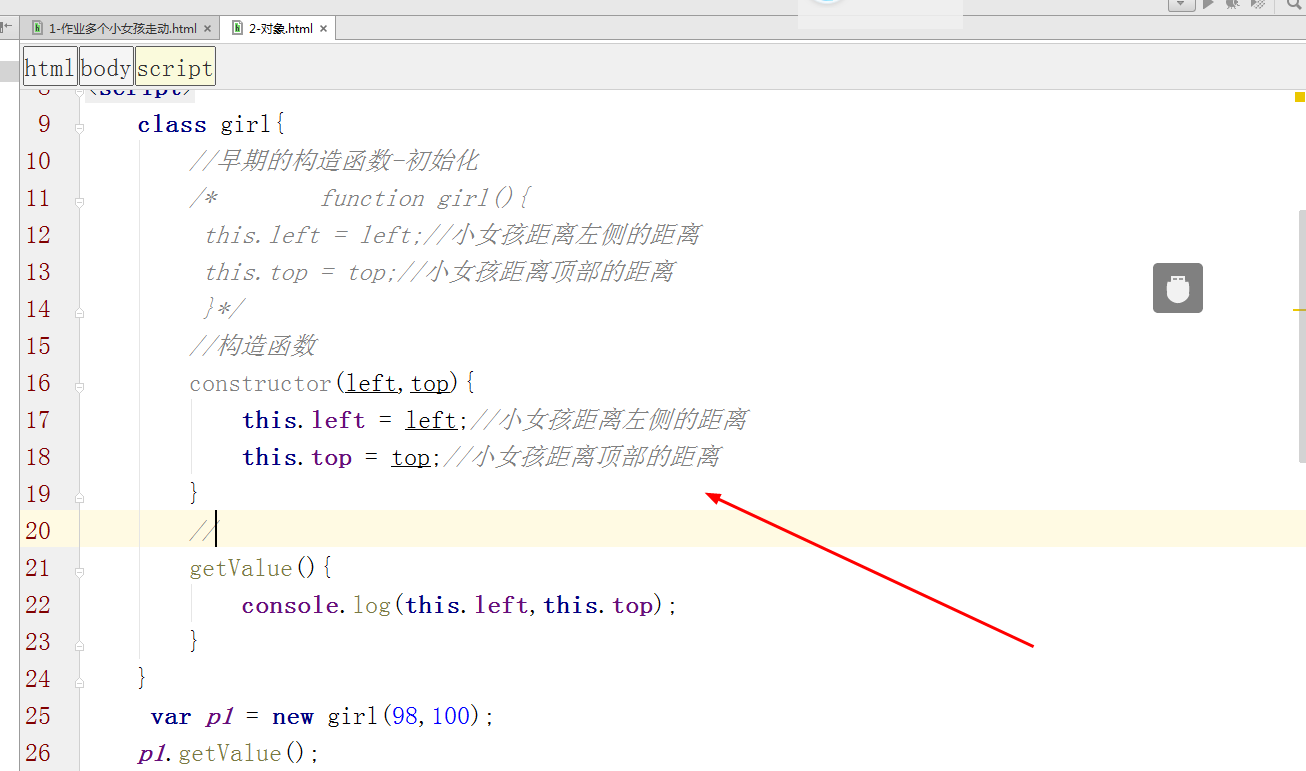 1-作业多个小女孩走动.html × 2-对象.html ×
html body script
8 <script>
9 class girl{
10 //早期的构造函数-初始化
11 /* function girl(){
12 this.left = left;//小女孩距离左侧的距离
13 this.top = top;//小女孩距离顶部的距离
14 }*/
15 //构造函数
16 constructor(left,top){
17 this.left = left;//小女孩距离左侧的距离
18 this.top = top;//小女孩距离顶部的距离
19 }
20 //
21 getValue(){
22 console.log(this.left,this.top);
23 }
24 }
25 var p1 = new girl(98,100);
26 p1.getValue();